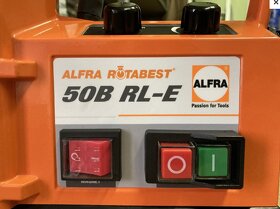 ALFRA ROTABEST®
50B RL-E
ALFRA
Passion for Tools
O I